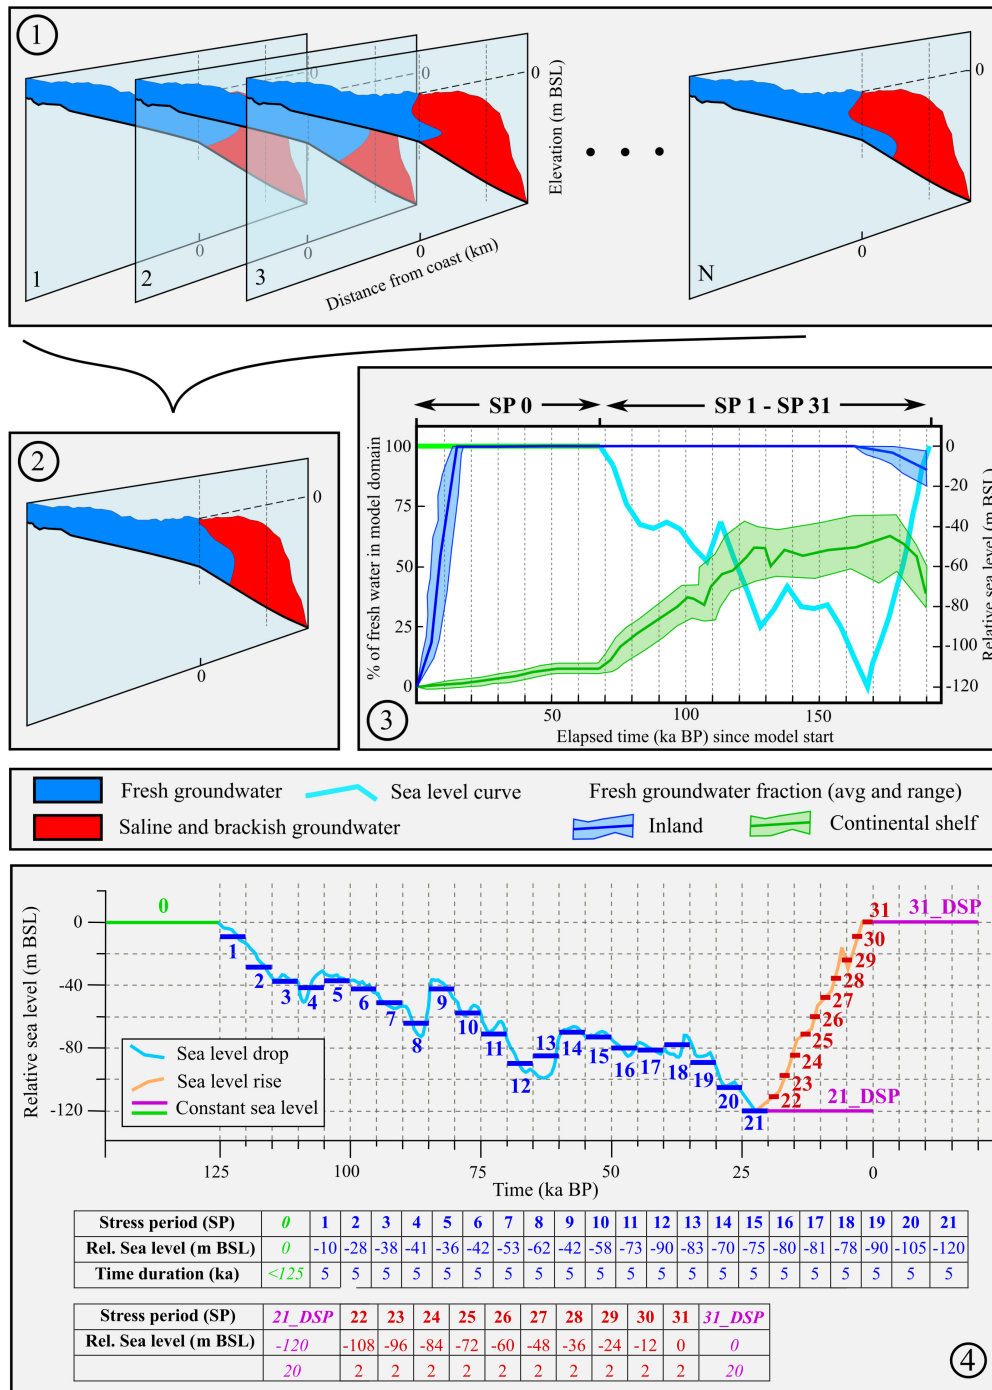 1
0
0
0
0
Elevation (m BSL)
0
0
0
0
1
2
3
N
Distance from coast (km)
SP 0
SP 1 - SP 31
2
0
0
100
75
50
25
0
% of fresh water in model domain
0
-20
-40
-60
-80
-100
-120
Relative sea level (m BSL)
50
100
150
Elapsed time (ka BP) since model start
3
Fresh groundwater
Sea level curve
Fresh groundwater fraction (avg and range)
Saline and brackish groundwater
Inland
Continental shelf
Relative sea level (m BSL)
0
-40
-80
-120
0
1
2
3
4
5
6
7
8
9
10
11
12
13
14
15
16
17
18
19
20
21
22
23
24
25
26
27
28
29
30
31
31_DSP
21_DSP
Sea level drop
Sea level rise
Constant sea level
125 100 75 50 25 0
Time (ka BP)
Stress period (SP) 0 1 2 3 4 5 6 7 8 9 10 11 12 13 14 15 16 17 18 19 20 21
Rel. Sea level (m BSL) 0 -10 -28 -38 -41 -36 -42 -53 -62 -42 -58 -73 -90 -83 -70 -75 -80 -81 -78 -90 -105 -120
Time duration (ka) <125 5 5 5 5 5 5 5 5 5 5 5 5 5 5 5 5 5 5 5 5 5
Stress period (SP) 21_DSP 22 23 24 25 26 27 28 29 30 31 31_DSP
Rel. Sea level (m BSL) -120 -108 -96 -84 -72 -60 -48 -36 -24 -12 0 0
20 2 2 2 2 2 2 2 2 2 2 20
4